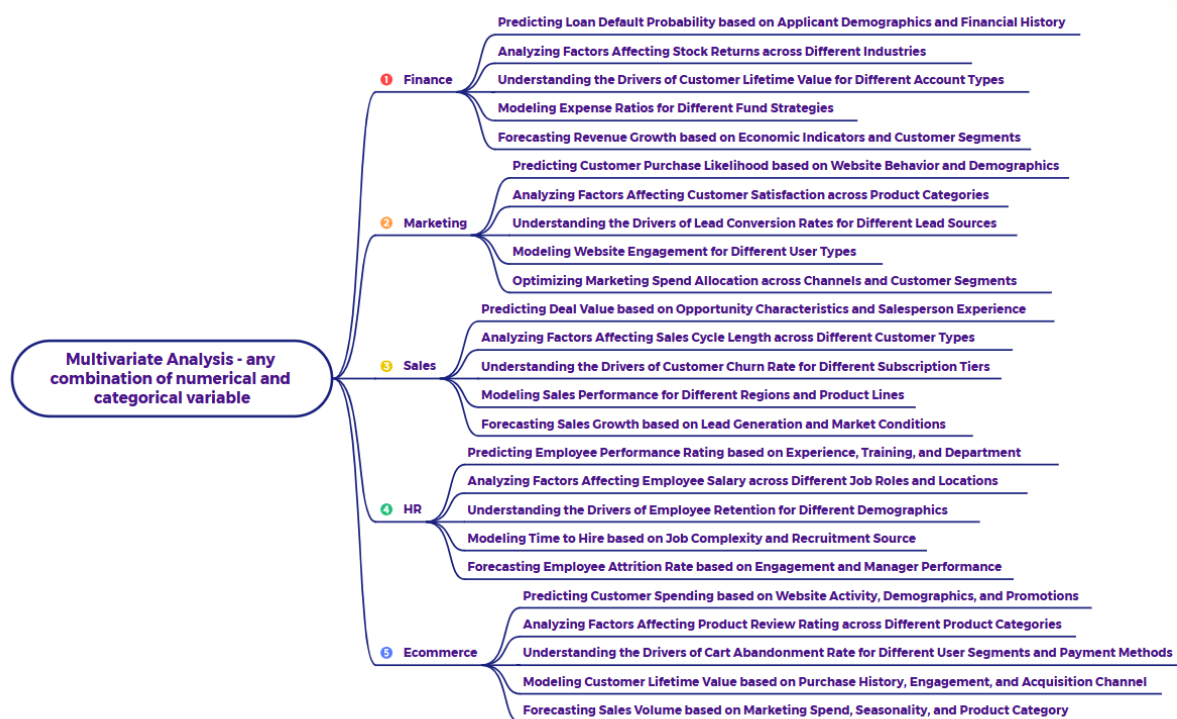 Predicting Loan Default Probability based on Applicant Demographics and Financial History
Analyzing Factors Affecting Stock Returns across Different Industries
1 Finance
Understanding the Drivers of Customer Lifetime Value for Different Account Types
Modeling Expense Ratios for Different Fund Strategies
Forecasting Revenue Growth based on Economic Indicators and Customer Segments
Predicting Customer Purchase Likelihood based on Website Behavior and Demographics
Analyzing Factors Affecting Customer Satisfaction across Product Categories
2 Marketing
Understanding the Drivers of Lead Conversion Rates for Different Lead Sources
Modeling Website Engagement for Different User Types
Optimizing Marketing Spend Allocation across Channels and Customer Segments
Predicting Deal Value based on Opportunity Characteristics and Salesperson Experience
Analyzing Factors Affecting Sales Cycle Length across Different Customer Types
Multivariate Analysis - any
combination of numerical and
categorical variable
3 Sales
Understanding the Drivers of Customer Churn Rate for Different Subscription Tiers
Modeling Sales Performance for Different Regions and Product Lines
Forecasting Sales Growth based on Lead Generation and Market Conditions
Predicting Employee Performance Rating based on Experience, Training, and Department
Analyzing Factors Affecting Employee Salary across Different Job Roles and Locations
4 HR
Understanding the Drivers of Employee Retention for Different Demographics
Modeling Time to Hire based on Job Complexity and Recruitment Source
Forecasting Employee Attrition Rate based on Engagement and Manager Performance
Predicting Customer Spending based on Website Activity, Demographics, and Promotions
Analyzing Factors Affecting Product Review Rating across Different Product Categories
5 Ecommerce
Understanding the Drivers of Cart Abandonment Rate for Different User Segments and Payment Methods
Modeling Customer Lifetime Value based on Purchase History, Engagement, and Acquisition Channel
Forecasting Sales Volume based on Marketing Spend, Seasonality, and Product Category